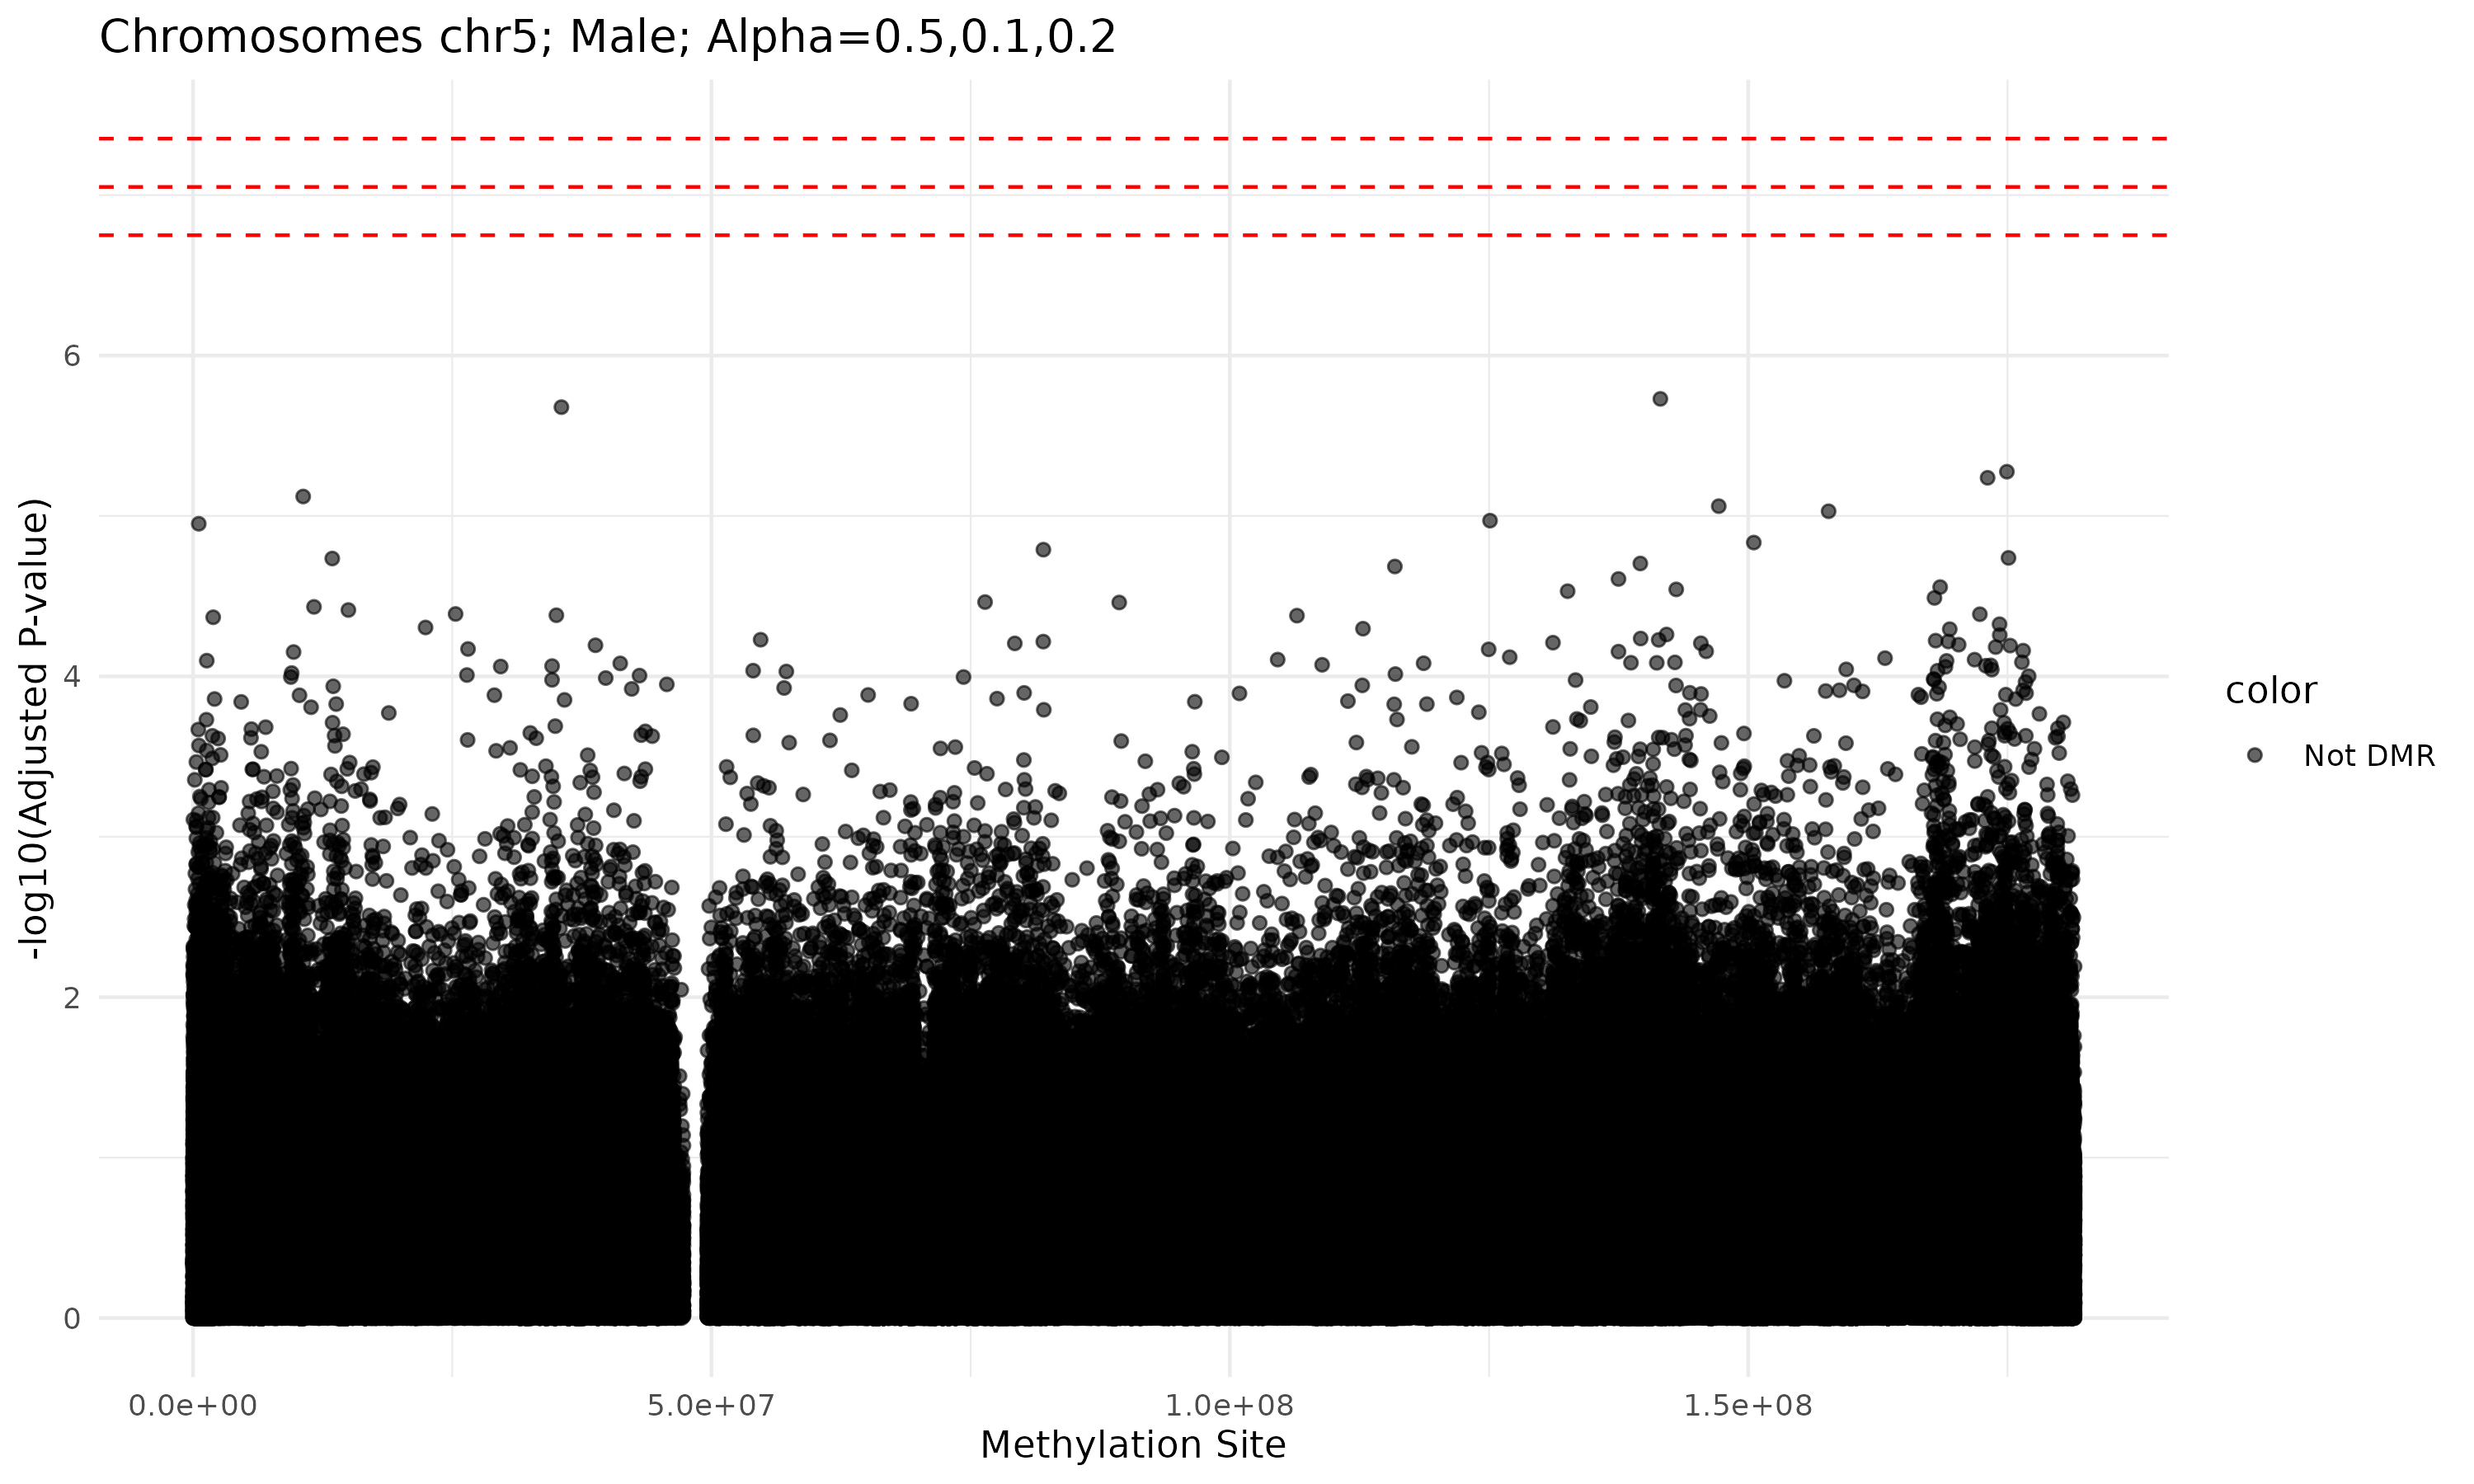 Chromosomes chr5; Male; Alpha=0.5,0.1,0.2
-log10(Adjusted P-value)
6
4
2
0
0.0e+00
5.0e+07
1.0e+08
1.5e+08
Methylation Site
color
Not DMR